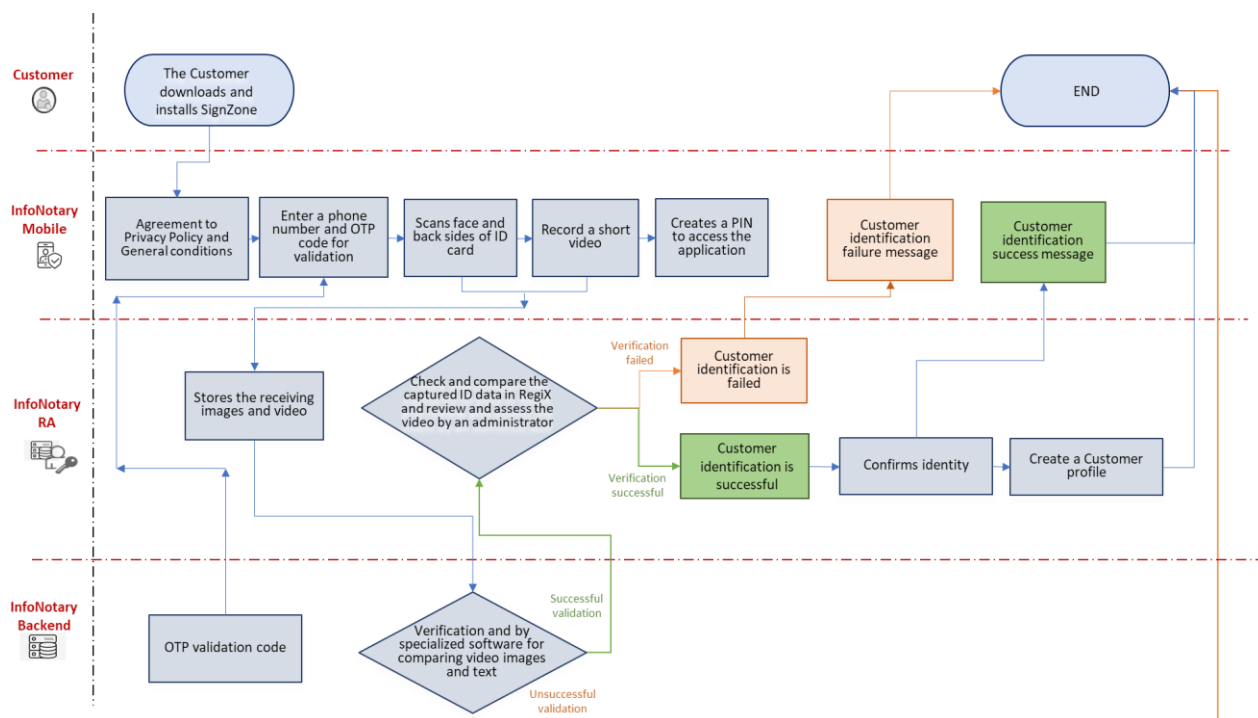 Customer
The Customer
downloads and
installs SignZone
END
InfoNotary
Mobile
Agreement to
Privacy Policy and
General conditions
Enter a phone
number and OTP
code for
validation
Scans face and
back sides of ID
card
Record a short
video
Creates a PIN
to access the
application
Customer
identification
failure message
Customer
identification
success message
InfoNotary
RA
Stores the receiving
images and video
Check and compare the
captured ID data in RegiX
and review and assess the
video by an administrator
Verification
failed
Customer
identification is
failed
Verification
successful
Customer
identification is
successful
Confirms identity
Create a Customer
profile
InfoNotary
Backend
OTP validation code
Verification and by
specialized software for
comparing video images
and text
Successful
validation
Unsuccessful
validation